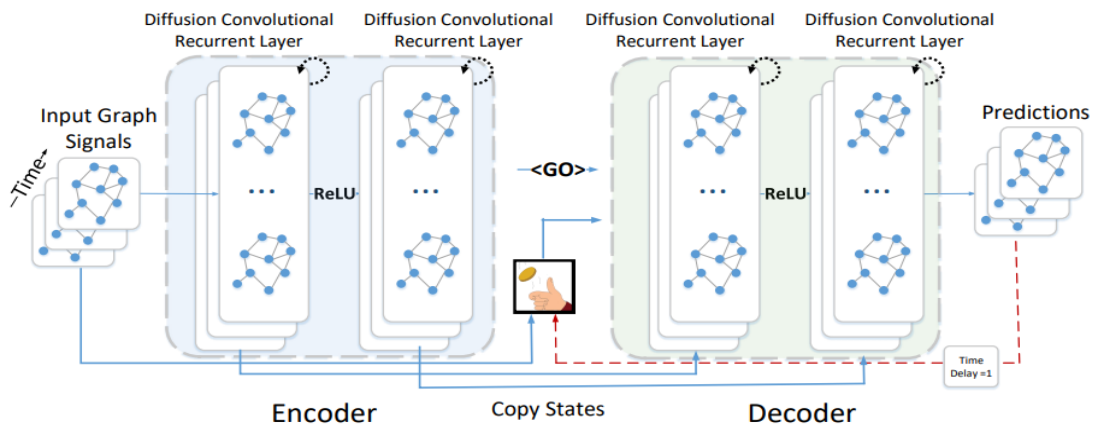 Diffusion Convolutional
Recurrent Layer
Diffusion Convolutional
Recurrent Layer
Diffusion Convolutional
Recurrent Layer
Diffusion Convolutional
Recurrent Layer
Input Graph
Signals
–Time→
...
ReLU
...
–<GO>→
...
ReLU
...
Predictions
Time
Delay =1
Encoder
Copy States
Decoder